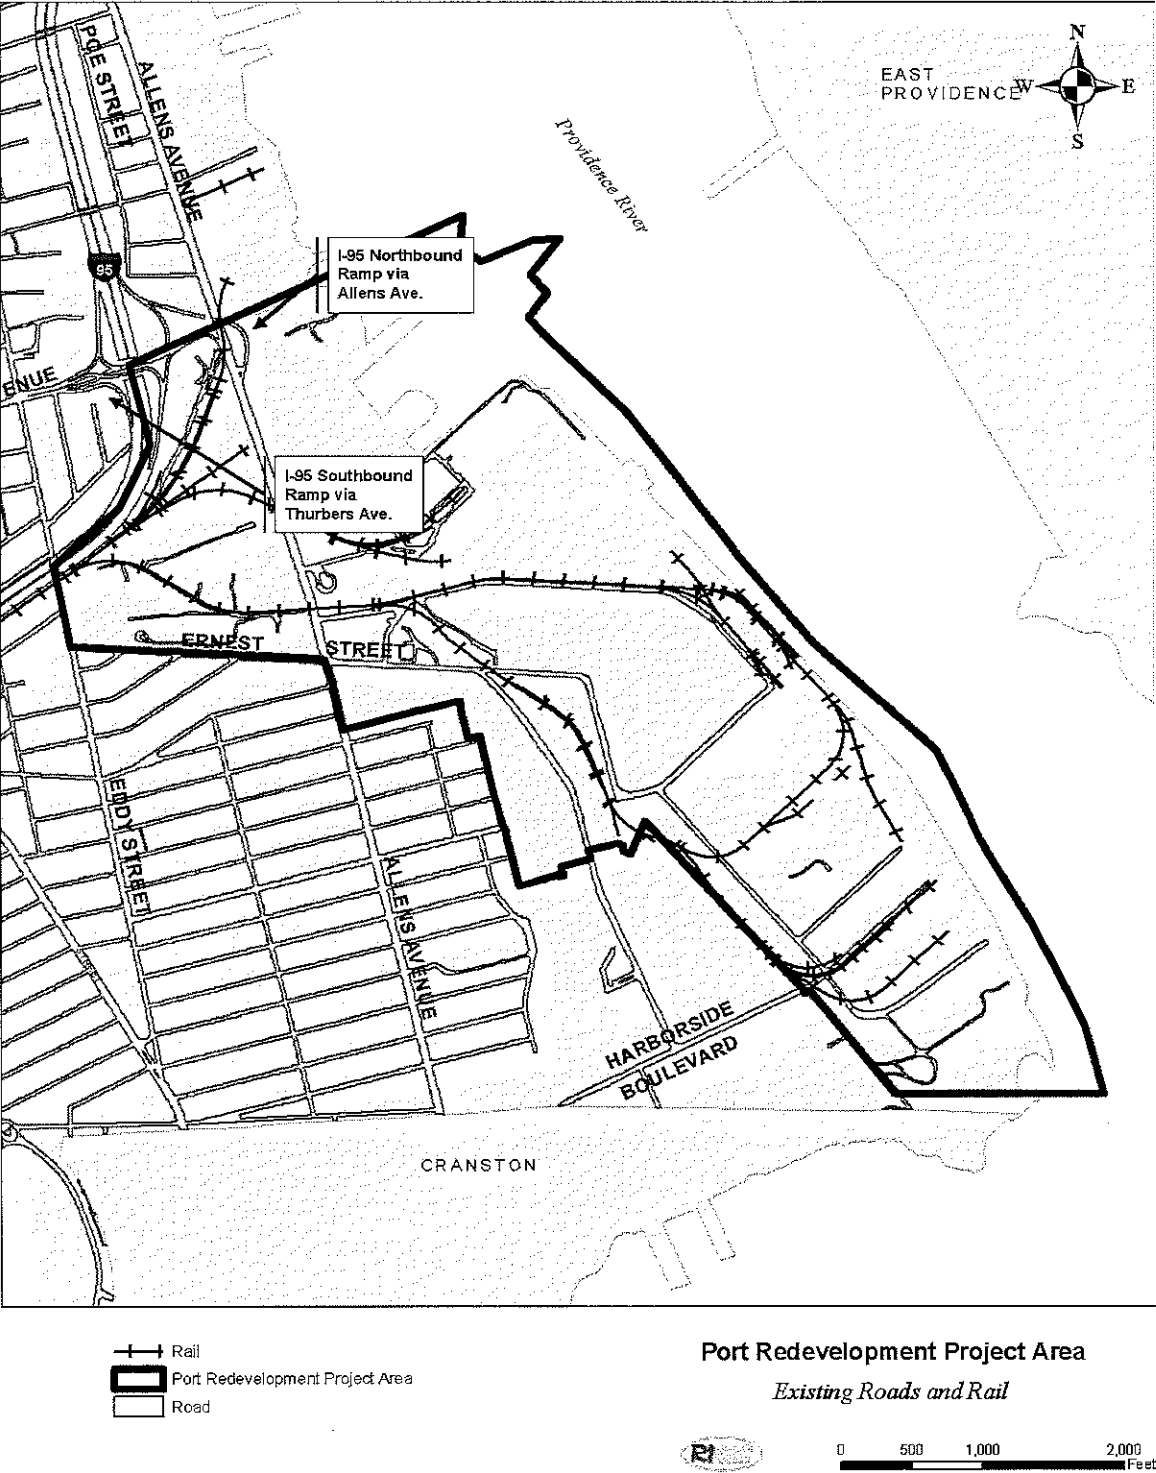 N
EAST
PROVIDENCE
W
E
S
POE STREET
ALLENS AVENUE
Providence River
95
I-95 Northbound
Ramp via
Allens Ave.
ENUE
I-95 Southbound
Ramp via
Thurbers Ave.
ERNEST
STREET
EDDY STREET
ALLENS AVENUE
HARBORSIDE
BOULEVARD
CRANSTON
Rail
Port Redevelopment Project Area
Road
Port Redevelopment Project Area
Existing Roads and Rail
0 500 1,000 2,000
Feet